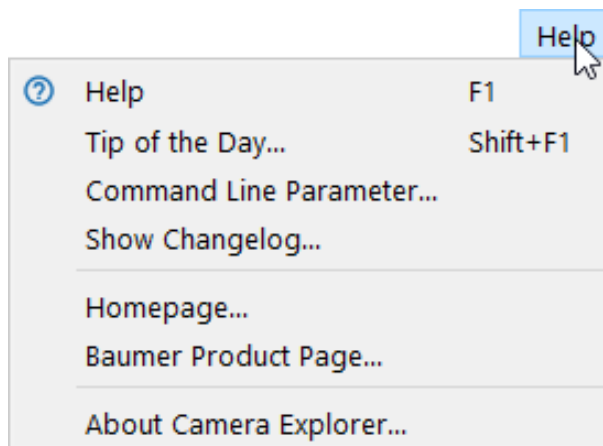 Help
Help F1
Tip of the Day... Shift+F1
Command Line Parameter...
Show Changelog...
Homepage...
Baumer Product Page...
About Camera Explorer...